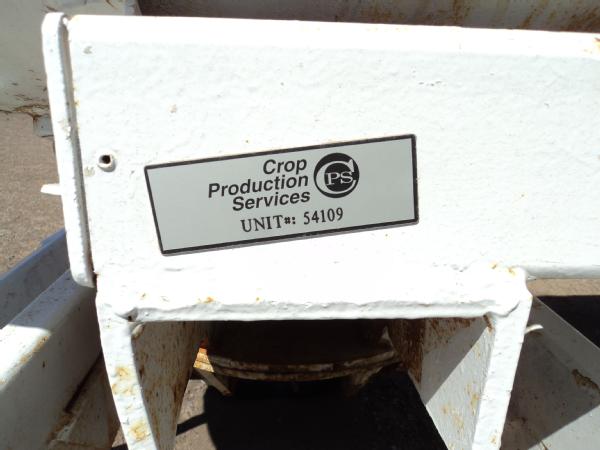 Crop
Production
Services
CPS
UNIT#: 54109